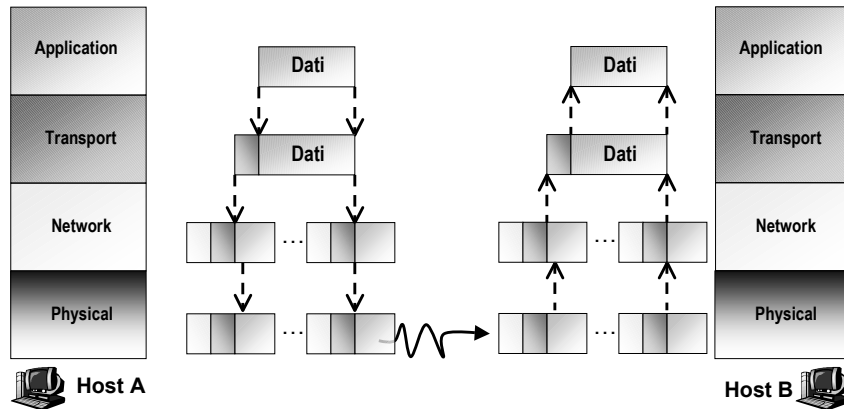 Application
Transport
Network
Physical
Host A
Dati
Dati
...
...
Dati
Dati
...
...
Application
Transport
Network
Physical
Host B